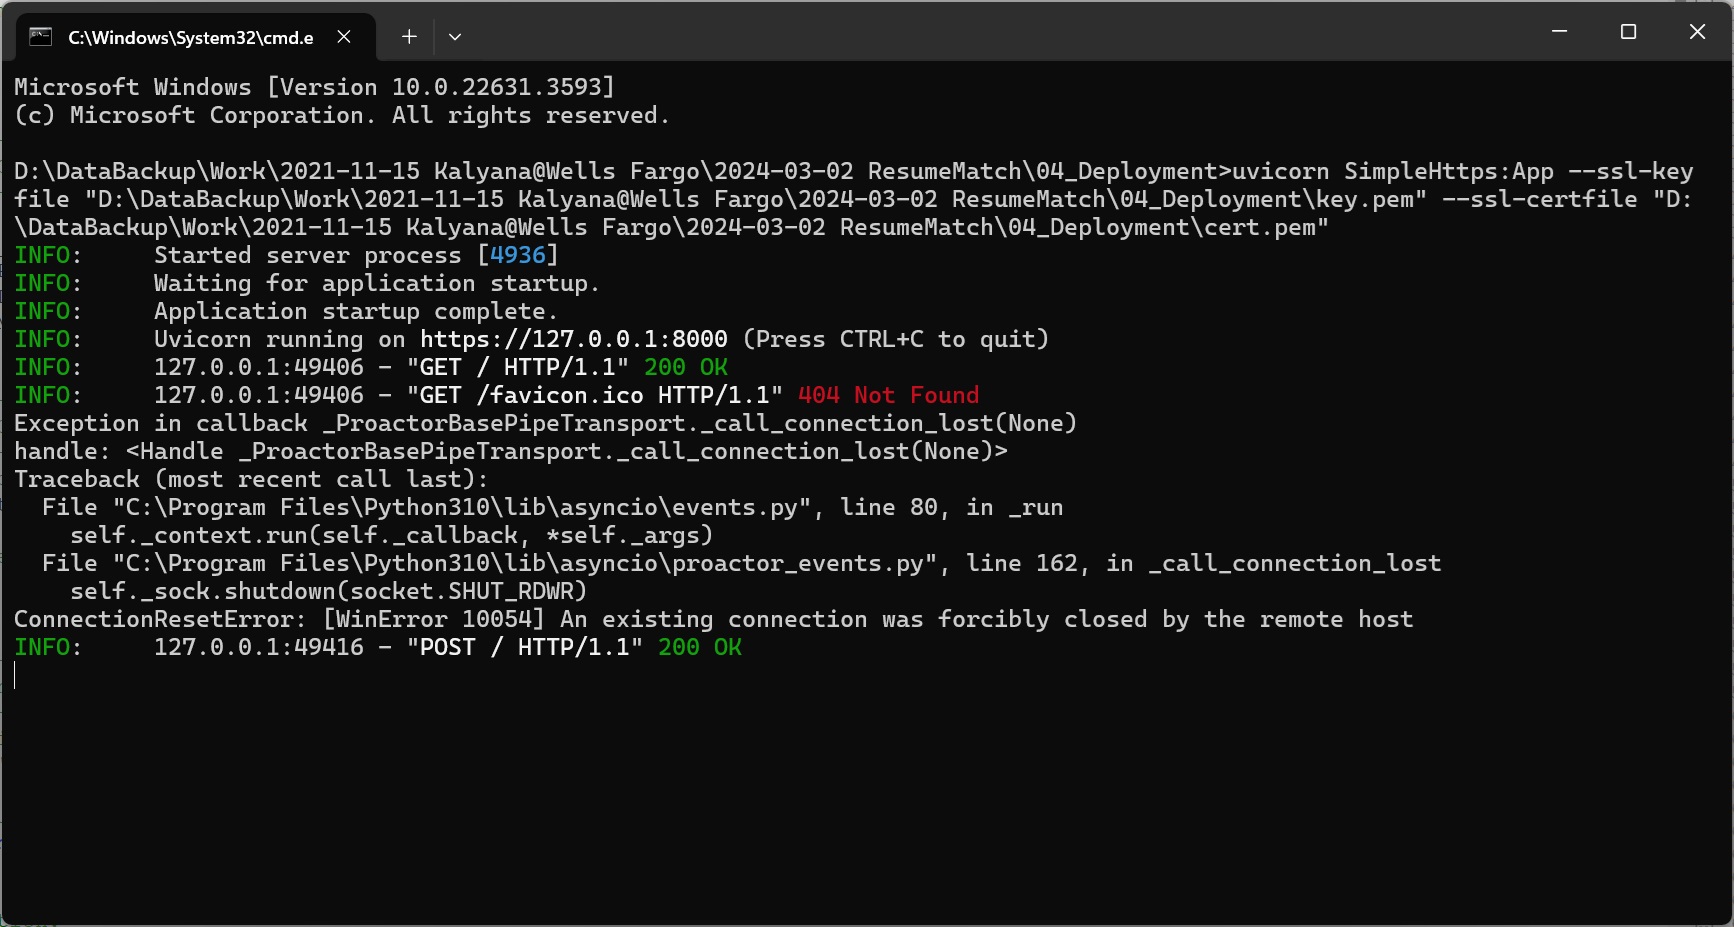 C:\Windows\System32\cmd.e
Microsoft Windows [Version 10.0.22631.3593]
(c) Microsoft Corporation. All rights reserved.
D:\DataBackup\Work\2021-11-15 Kalyana@Wells Fargo\2024-03-02 ResumeMatch\04_Deployment>uvicorn SimpleHttps:App --ssl-key
file "D:\DataBackup\Work\2021-11-15 Kalyana@Wells Fargo\2024-03-02 ResumeMatch\04_Deployment\key.pem" --ssl-certfile "D:
\DataBackup\Work\2021-11-15 Kalyana@Wells Fargo\2024-03-02 ResumeMatch\04_Deployment\cert.pem"
INFO:     Started server process [4936]
INFO:     Waiting for application startup.
INFO:     Application startup complete.
INFO:     Uvicorn running on https://127.0.0.1:8000 (Press CTRL+C to quit)
INFO:     127.0.0.1:49406 - "GET / HTTP/1.1" 200 OK
INFO:     127.0.0.1:49406 - "GET /favicon.ico HTTP/1.1" 404 Not Found
Exception in callback _ProactorBasePipeTransport._call_connection_lost(None)
handle: <Handle _ProactorBasePipeTransport._call_connection_lost(None)>
Traceback (most recent call last):
  File "C:\Program Files\Python310\lib\asyncio\events.py", line 80, in _run
    self._context.run(self._callback, *self._args)
  File "C:\Program Files\Python310\lib\asyncio\proactor_events.py", line 162, in _call_connection_lost
    self._sock.shutdown(socket.SHUT_RDWR)
ConnectionResetError: [WinError 10054] An existing connection was forcibly closed by the remote host
INFO:     127.0.0.1:49416 - "POST / HTTP/1.1" 200 OK